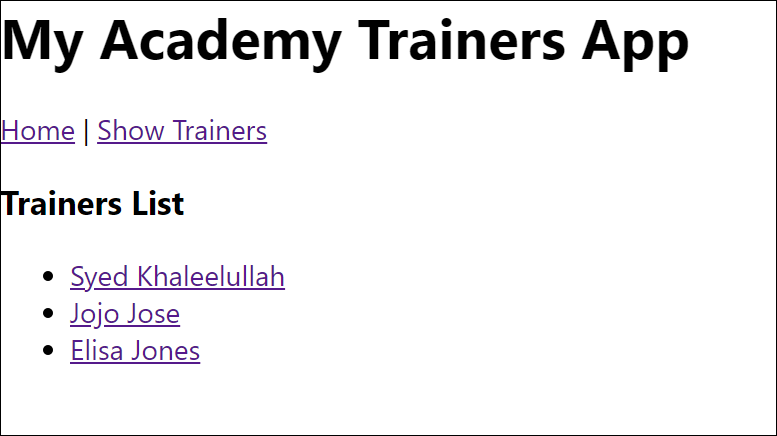 My Academy Trainers App
Home | Show Trainers
Trainers List
Syed Khaleelullah
Jojo Jose
Elisa Jones